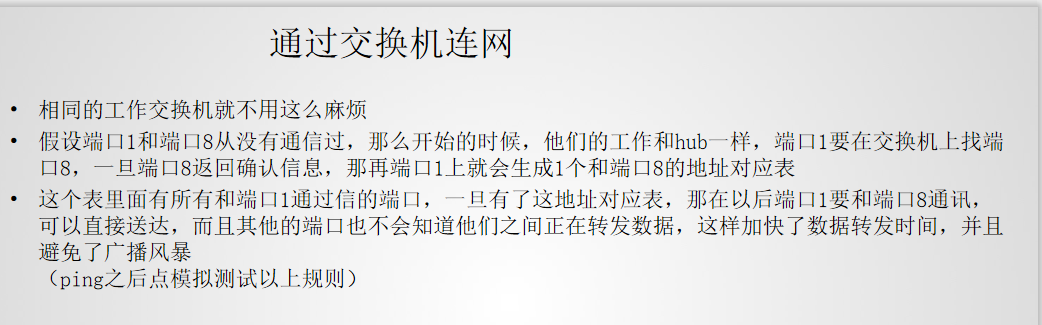 通过交换机连网
• 相同的工作交换机就不用这么麻烦
• 假设端口1和端口8从没有通信过，那么开始的时候，他们的工作和hub一样，端口1要在交换机上找端
口8，一旦端口8返回确认信息，那再端口1上就会生成1个和端口8的地址对应表
• 这个表里面有所有和端口1通过信的端口，一旦有了这地址对应表，那在以后端口1要和端口8通讯，
可以直接送达，而且其他的端口也不会知道他们之间正在转发数据，这样加快了数据转发时间，并且
避免了广播风暴
（ping之后点模拟测试以上规则）